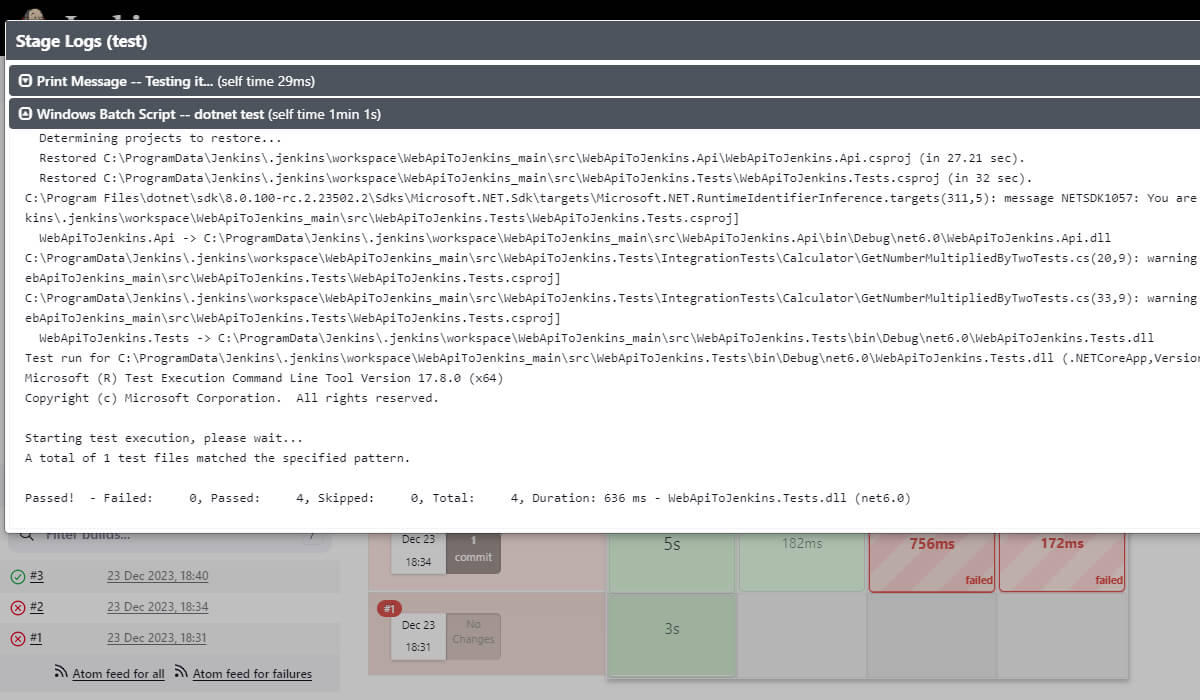 Stage Logs (test)
Print Message -- Testing it... (self time 29ms)
Windows Batch Script -- dotnet test (self time 1min 1s)
Determining projects to restore...
Restored C:\ProgramData\Jenkins\.jenkins\workspace\WebApiToJenkins_main\src\WebApiToJenkins.Api\WebApiToJenkins.Api.csproj (in 27.21 sec).
Restored C:\ProgramData\Jenkins\.jenkins\workspace\WebApiToJenkins_main\src\WebApiToJenkins.Tests\WebApiToJenkins.Tests.csproj (in 32 sec).
C:\Program Files\dotnet\sdk\8.0.100-rc.2.23502.2\Sdks\Microsoft.NET.Sdk\targets\Microsoft.NET.RuntimeIdentifierInference.targets(311,5): message NETSDK1057: You are
kins\.jenkins\workspace\WebApiToJenkins_main\src\WebApiToJenkins.Tests\WebApiToJenkins.Tests.csproj]
WebApiToJenkins.Api -> C:\ProgramData\Jenkins\.jenkins\workspace\WebApiToJenkins_main\src\WebApiToJenkins.Api\bin\Debug\net6.0\WebApiToJenkins.Api.dll
C:\ProgramData\Jenkins\.jenkins\workspace\WebApiToJenkins_main\src\WebApiToJenkins.Tests\IntegrationTests\Calculator\GetNumberMultipliedByTwoTests.cs(20,9): warning
ebApiToJenkins_main\src\WebApiToJenkins.Tests\WebApiToJenkins.Tests.csproj]
C:\ProgramData\Jenkins\.jenkins\workspace\WebApiToJenkins_main\src\WebApiToJenkins.Tests\IntegrationTests\Calculator\GetNumberMultipliedByTwoTests.cs(33,9): warning
ebApiToJenkins_main\src\WebApiToJenkins.Tests\WebApiToJenkins.Tests.csproj]
WebApiToJenkins.Tests -> C:\ProgramData\Jenkins\.jenkins\workspace\WebApiToJenkins_main\src\WebApiToJenkins.Tests\bin\Debug\net6.0\WebApiToJenkins.Tests.dll
Test run for C:\ProgramData\Jenkins\.jenkins\workspace\WebApiToJenkins_main\src\WebApiToJenkins.Tests\bin\Debug\net6.0\WebApiToJenkins.Tests.dll (.NETCoreApp,Version
Microsoft (R) Test Execution Command Line Tool Version 17.8.0 (x64)
Copyright (c) Microsoft Corporation.  All rights reserved.
Starting test execution, please wait...
A total of 1 test files matched the specified pattern.
Passed!  - Failed:     0, Passed:     4, Skipped:     0, Total:     4, Duration: 636 ms - WebApiToJenkins.Tests.dll (net6.0)
Filter builds...
/
#3 23 Dec 2023, 18:40
#2 23 Dec 2023, 18:34
#1 23 Dec 2023, 18:31
Atom feed for all Atom feed for failures
Dec 23
18:34
1
commit
5s
182ms
756ms
failed
172ms
failed
#1
Dec 23
18:31
No
Changes
3s